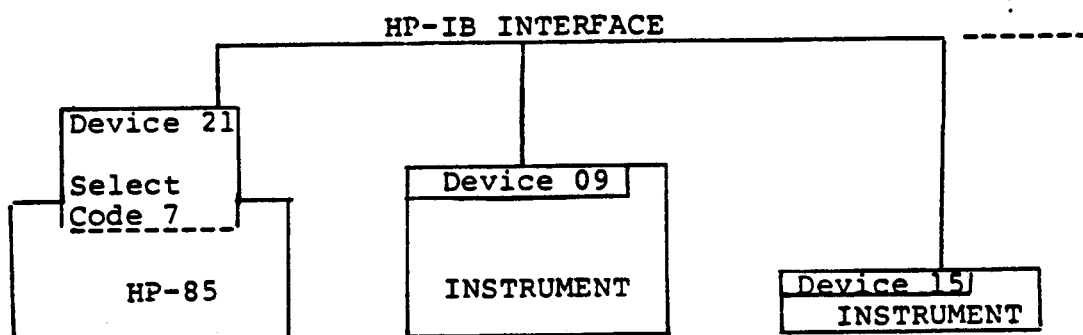 HP-IB INTERFACE
Device 21
Select
Code 7
HP-85
Device 09
INSTRUMENT
Device 15
INSTRUMENT